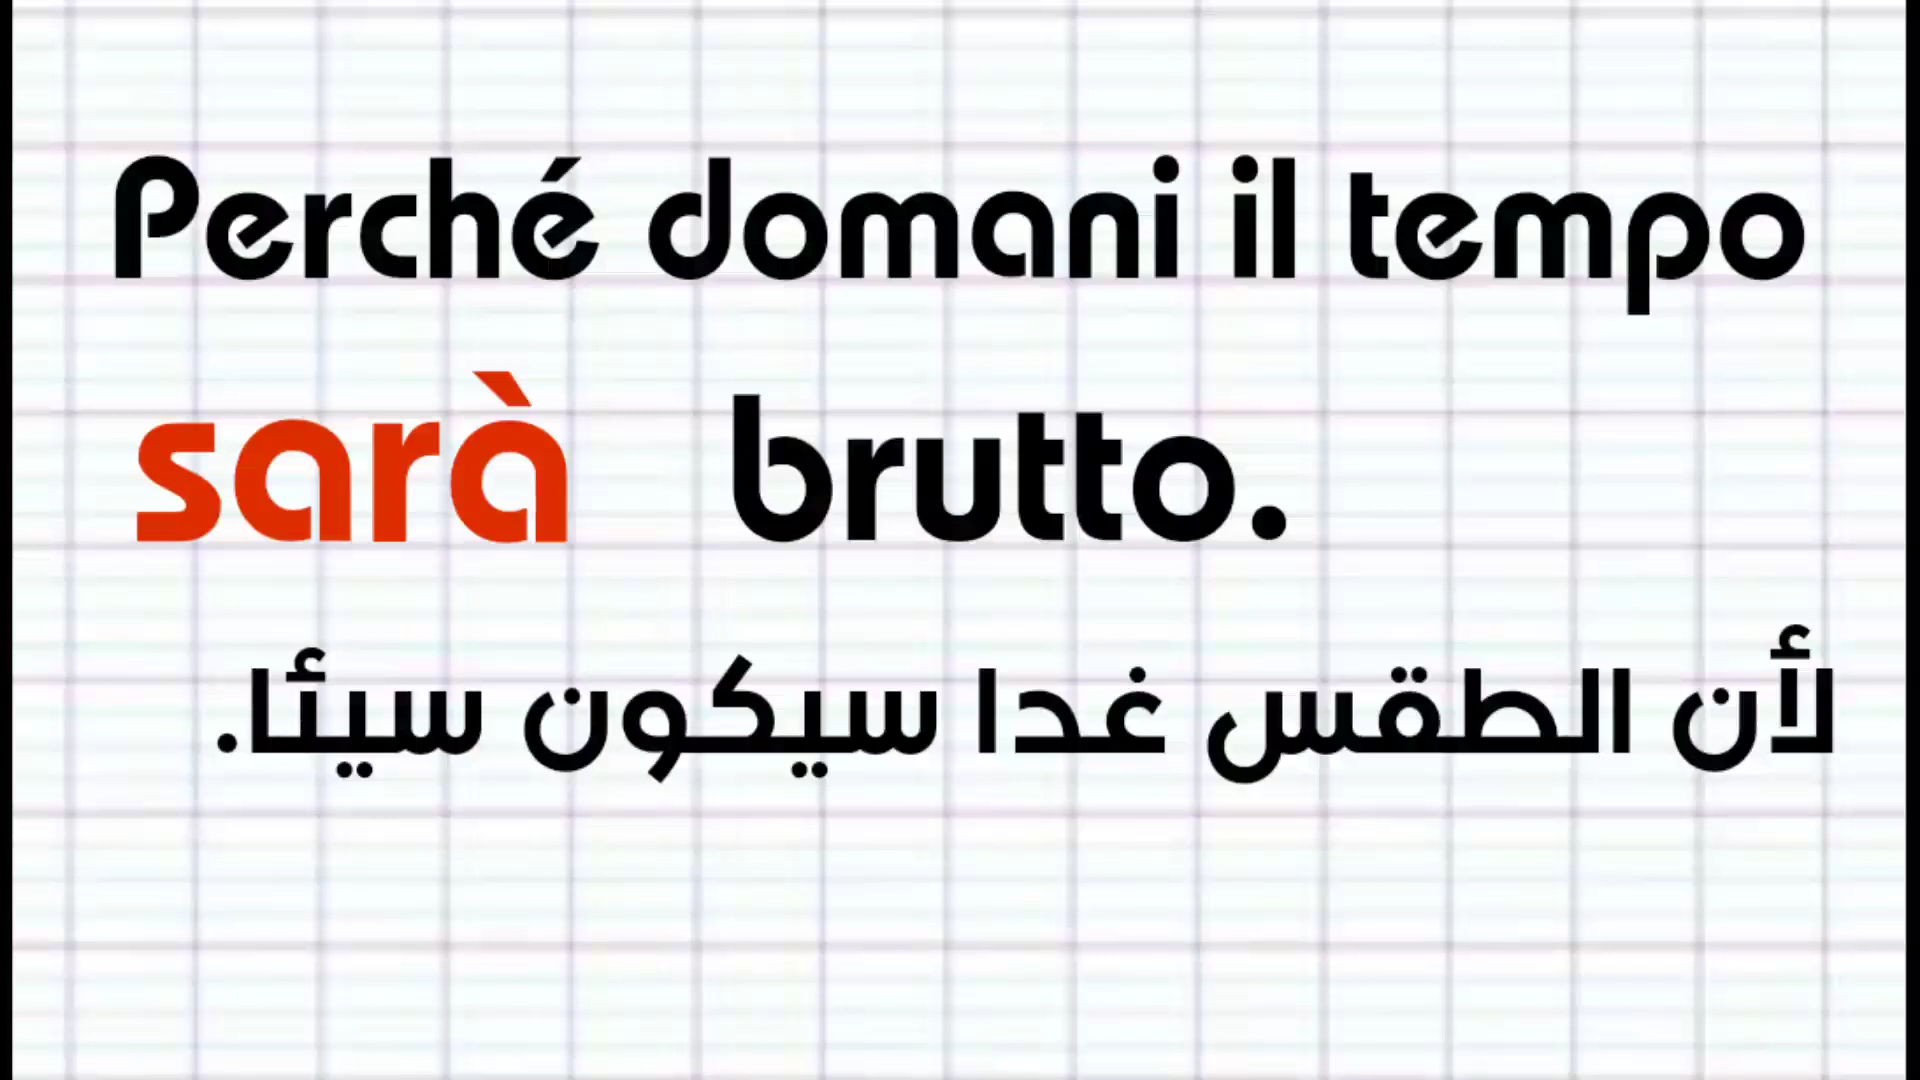 Perché domani il tempo
sarà brutto.
لأن الطقس غدا سيكون سيئا.